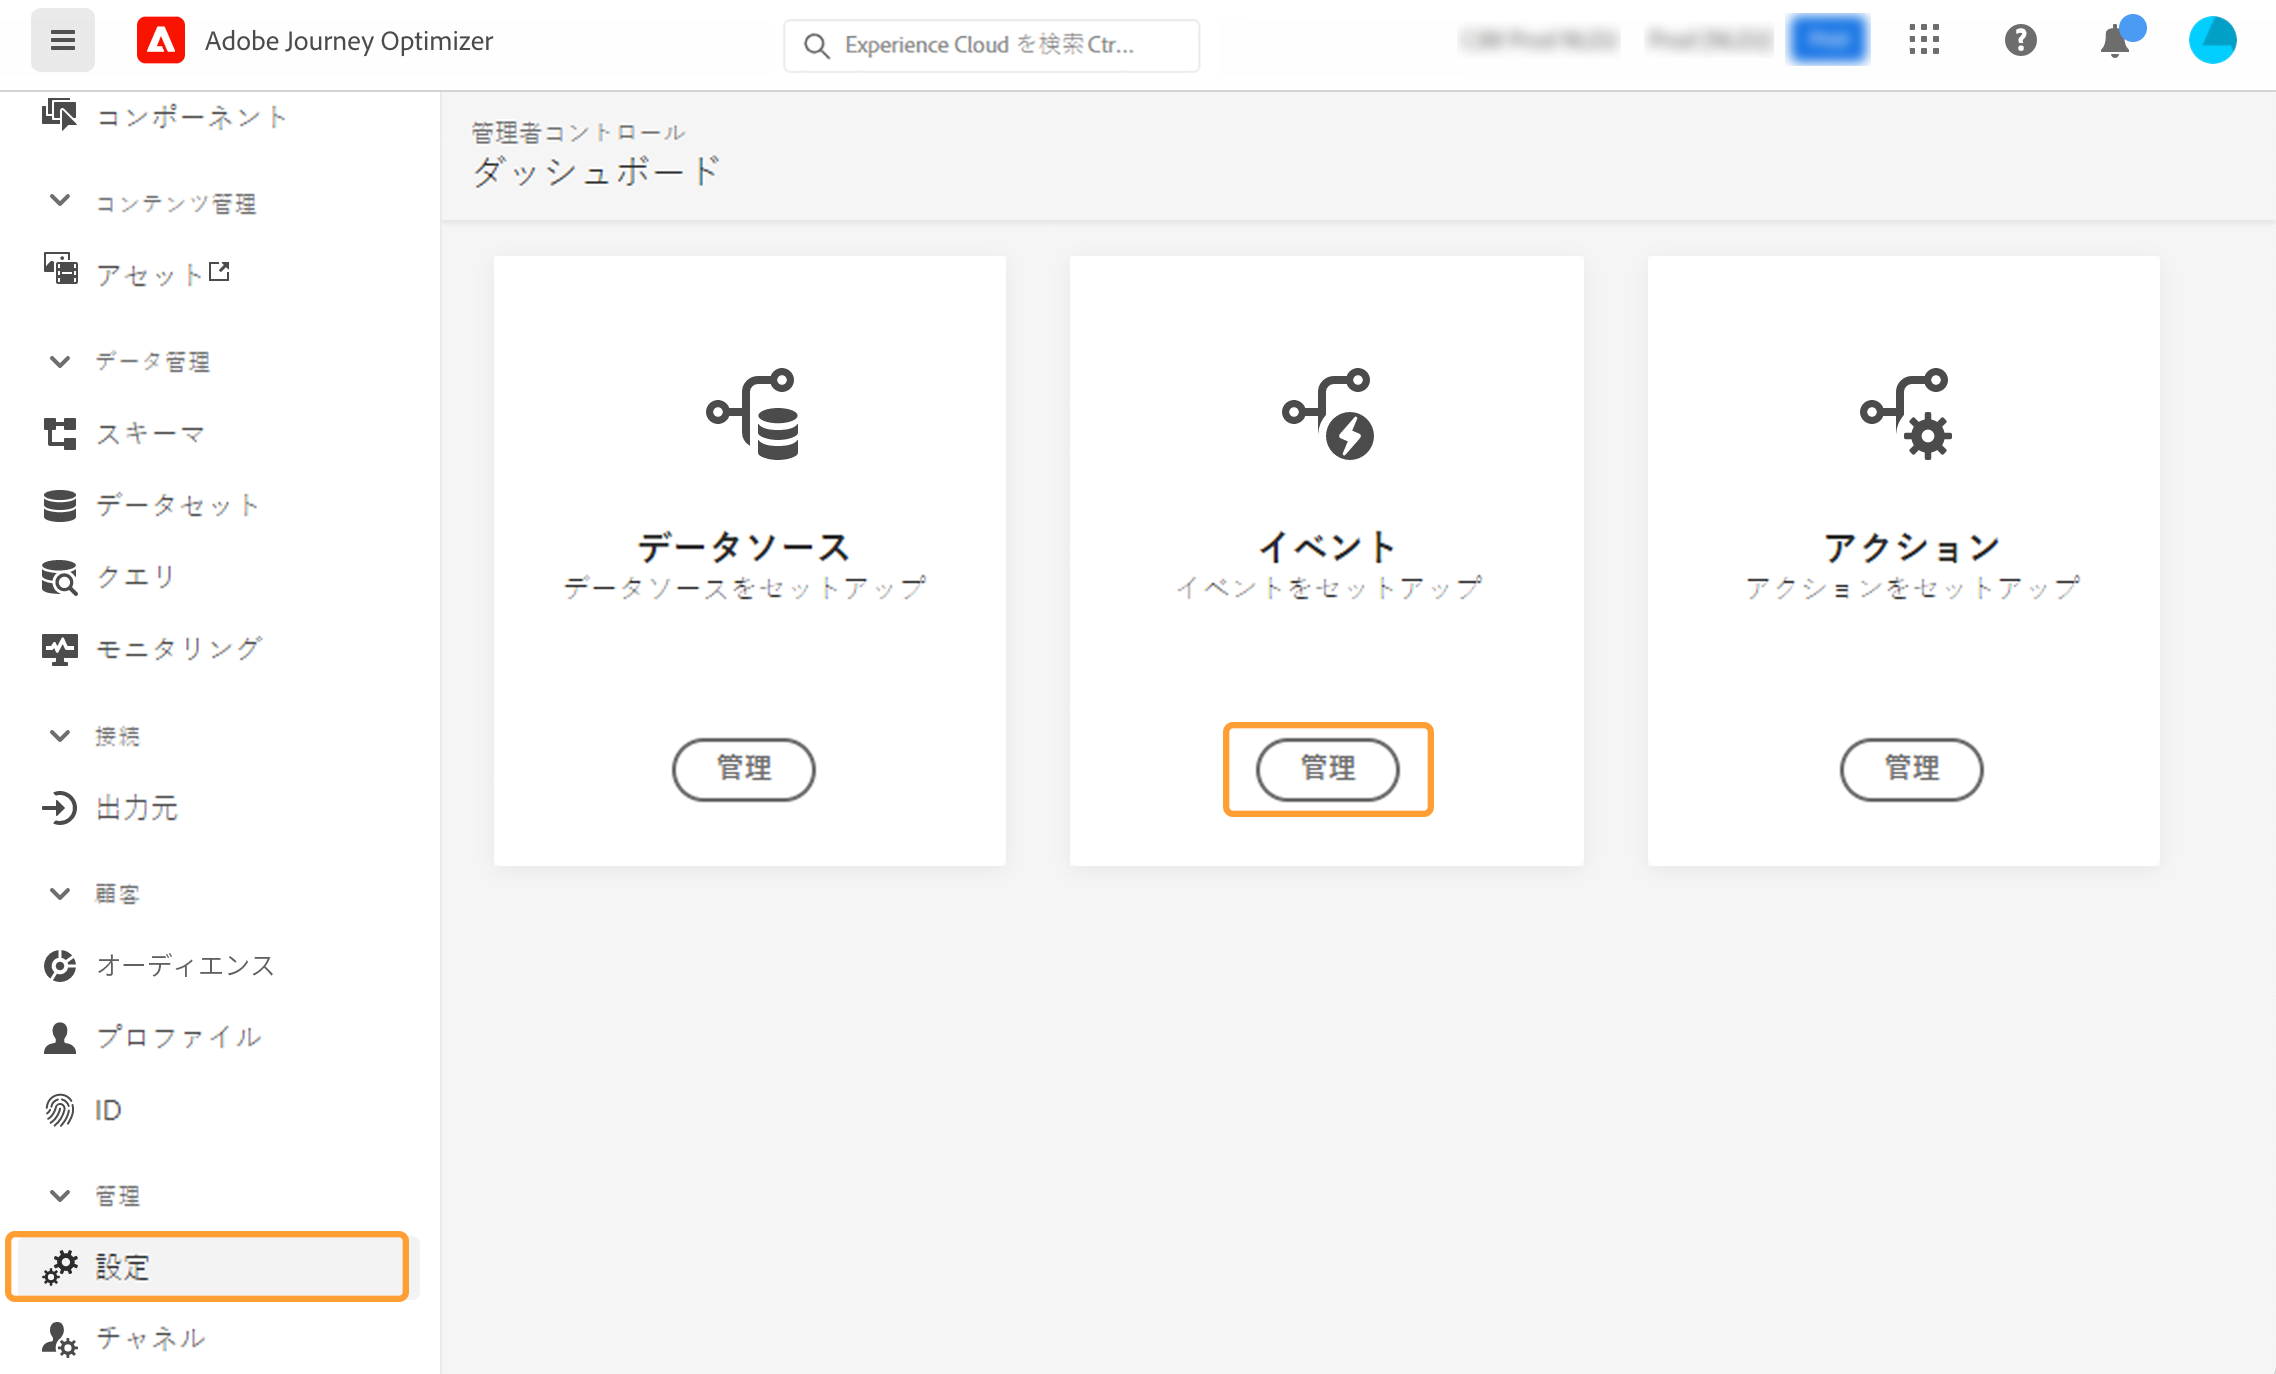 Adobe Journey Optimizer
Experience Cloud を検索 Ctr...
コンポーネント
コンテンツ管理
アセット
データ管理
スキーマ
データセット
クエリ
モニタリング
接続
出力元
顧客
オーディエンス
プロファイル
ID
管理
設定
チャネル
管理者コントロール
ダッシュボード
データソース
データソースをセットアップ
管理
イベント
イベントをセットアップ
管理
アクション
アクションをセットアップ
管理